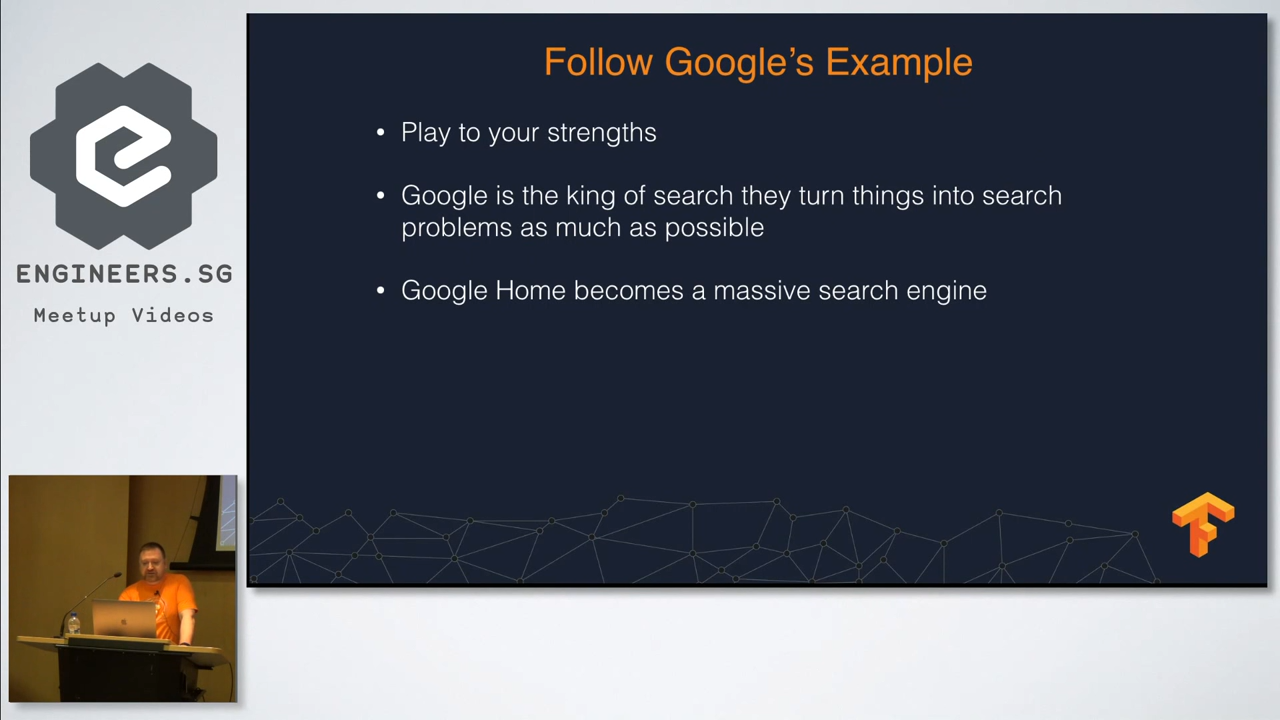 Follow Google's Example
• Play to your strengths
• Google is the king of search they turn things into search
problems as much as possible
• Google Home becomes a massive search engine
ENGINEERS.SG
Meetup Videos